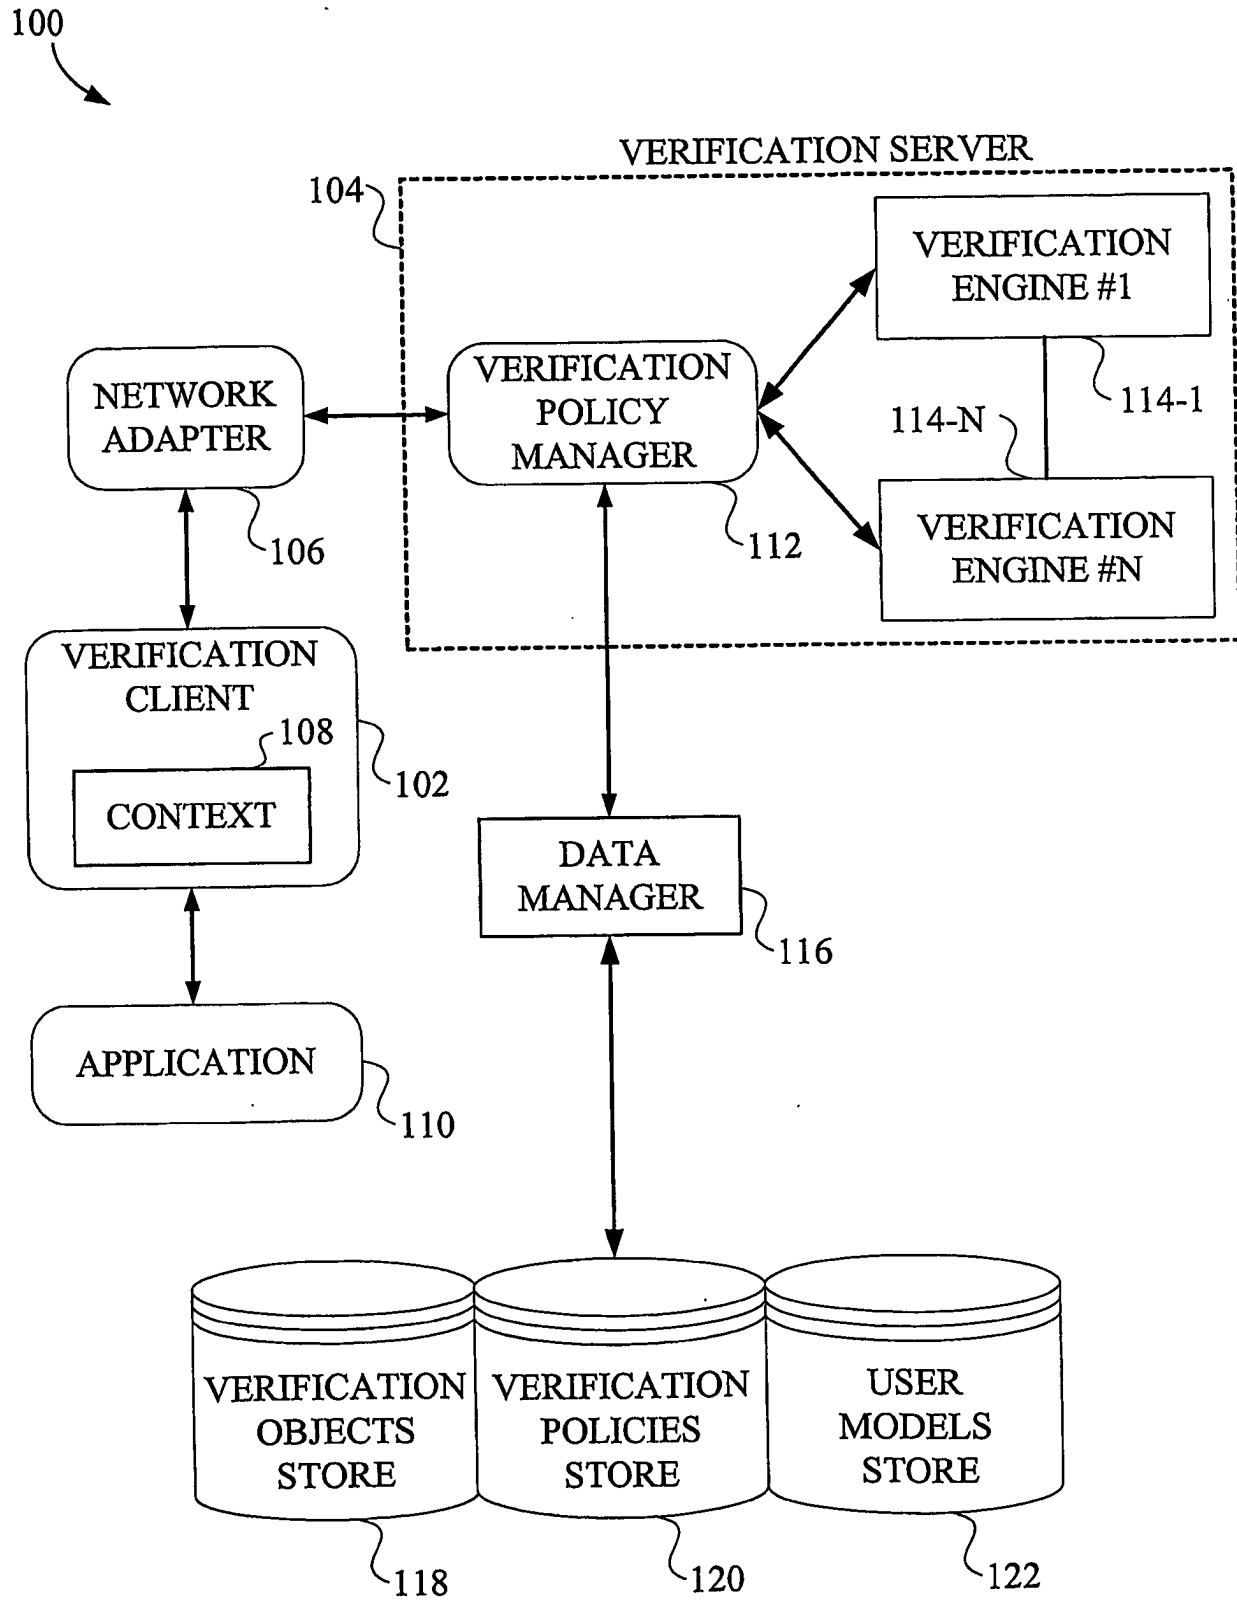 100
VERIFICATION SERVER
104
VERIFICATION
ENGINE #1
114-1
NETWORK
ADAPTER
106
VERIFICATION
POLICY
MANAGER
112
114-N
VERIFICATION
ENGINE #N
VERIFICATION
CLIENT
108
CONTEXT
102
DATA
MANAGER
116
APPLICATION
110
VERIFICATION
OBJECTS
STORE
118
VERIFICATION
POLICIES
STORE
120
USER
MODELS
STORE
122